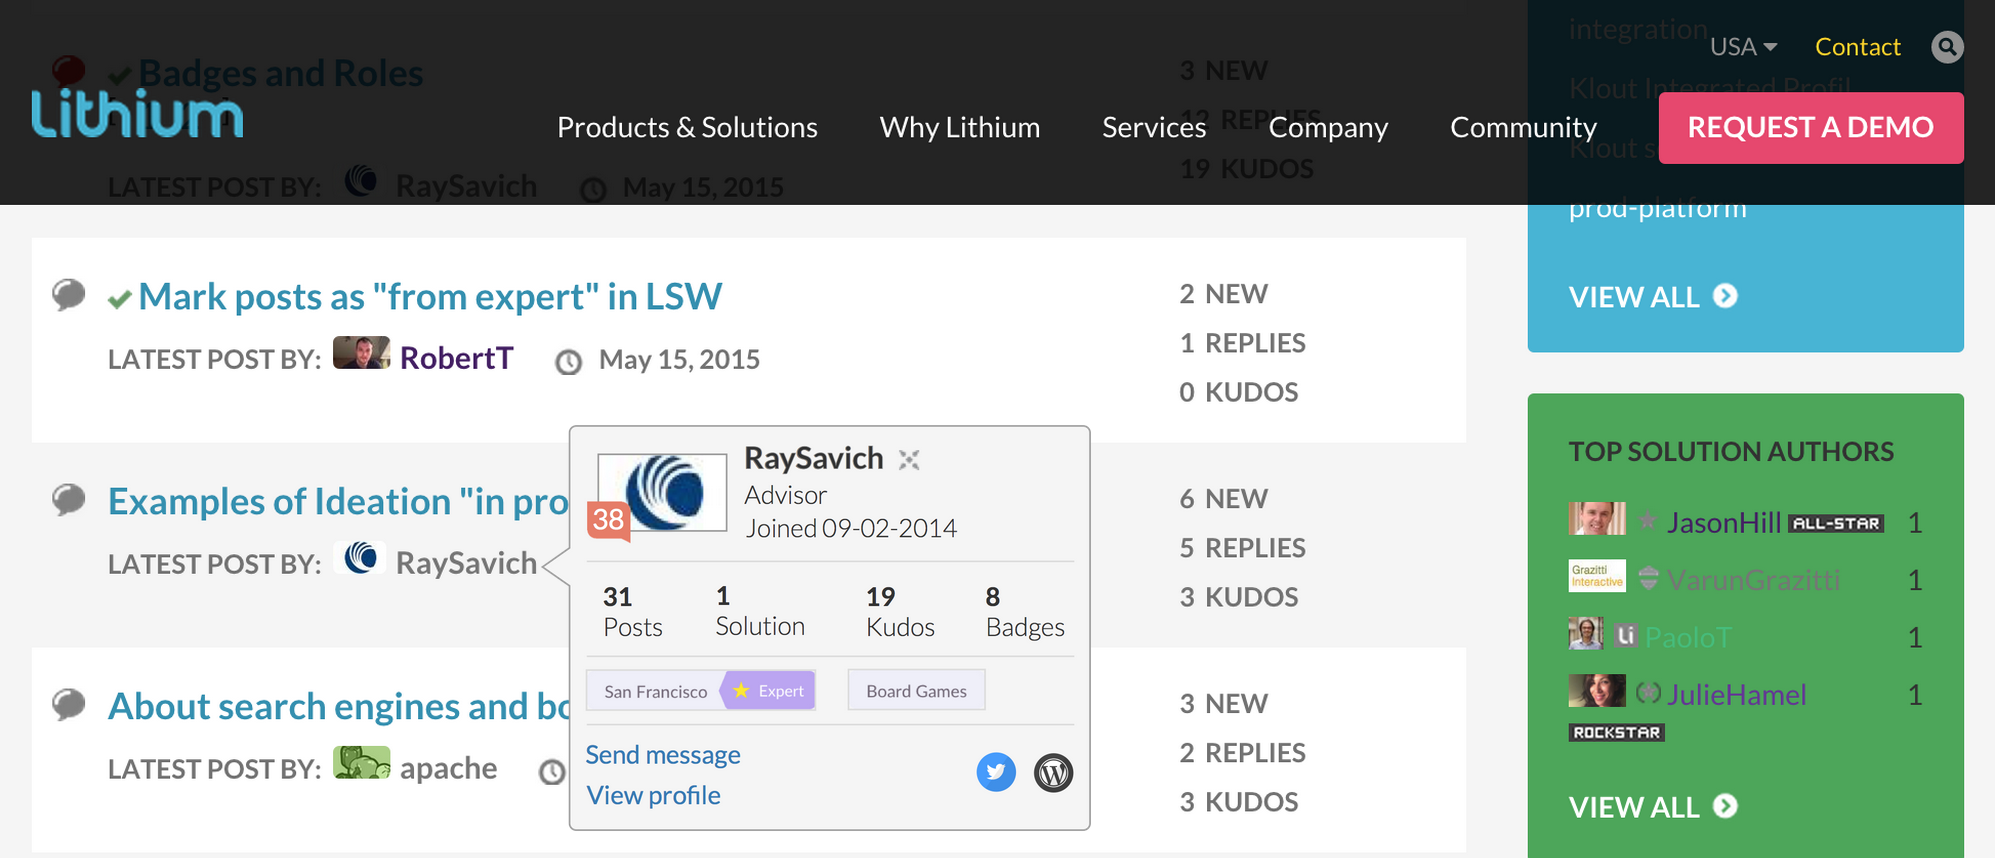 integration
USA
Contact
Badges and Roles
3 NEW
Klout Integrated Profil
Lithium
Products & Solutions
Why Lithium
Services
Company
Community
REQUEST A DEMO
12 REPLIES
Klout s
19 KUDOS
LATEST POST BY: RaySavich May 15, 2015
prod-platform
VIEW ALL
Mark posts as "from expert" in LSW
LATEST POST BY: RobertT May 15, 2015
2 NEW
1 REPLIES
0 KUDOS
Examples of Ideation "in pro
LATEST POST BY: RaySavich
6 NEW
5 REPLIES
3 KUDOS
RaySavich
Advisor
Joined 09-02-2014
38
31 Posts
1 Solution
19 Kudos
8 Badges
San Francisco
Expert
Board Games
Send message
View profile
About search engines and bo
LATEST POST BY: apache
3 NEW
2 REPLIES
3 KUDOS
TOP SOLUTION AUTHORS
JasonHill ALL-STAR 1
Grazitti
Interactive
VarunGrazitti 1
Li PaoloT 1
JulieHamel 1
ROCKSTAR
VIEW ALL